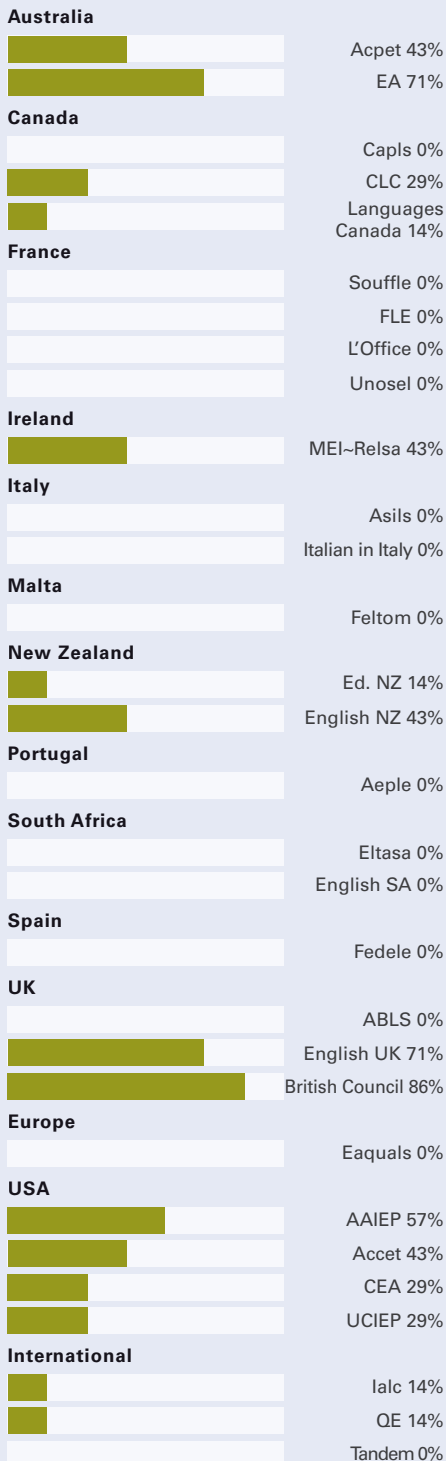 Australia
Acpet 43%
EA 71%
Canada
Capls 0%
CLC 29%
Languages
Canada 14%
France
Souffle 0%
FLE 0%
L’Office 0%
Unosel 0%
Ireland
MEI~Relsa 43%
Italy
Asils 0%
Italian in Italy 0%
Malta
Feltom 0%
New Zealand
Ed. NZ 14%
English NZ 43%
Portugal
Aeple 0%
South Africa
Eltasa 0%
English SA 0%
Spain
Fedele 0%
UK
ABLS 0%
English UK 71%
British Council 86%
Europe
Eaquals 0%
USA
AAIEP 57%
Accet 43%
CEA 29%
UCIEP 29%
International
Ialc 14%
QE 14%
Tandem 0%